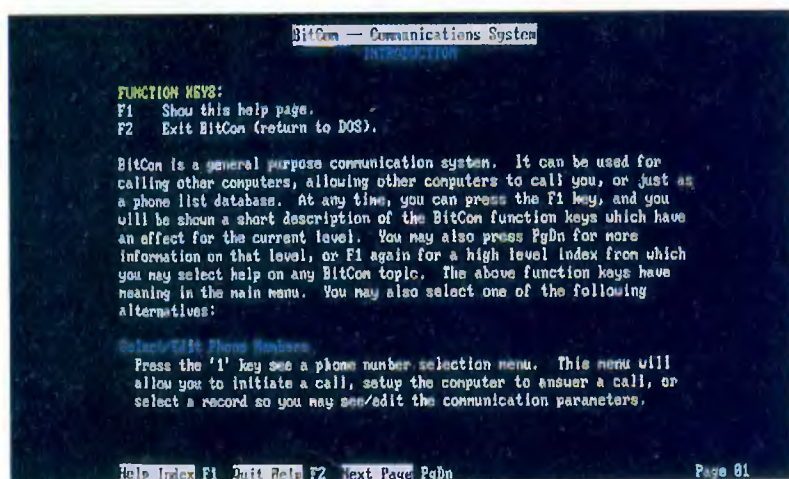 BitCom — Communications System
INTRODUCTION
FUNCTION KEYS:
F1 Show this help page.
F2 Exit BitCom (return to DOS).
BitCom is a general purpose communication system. It can be used for
calling other computers, allowing other computers to call you, or just as
a phone list database. At any time, you can press the F1 key, and you
will be shown a short description of the BitCom function keys which have
an effect for the current level. You may also press PgDn for more
information on that level, or F1 again for a high level index from which
you may select help on any BitCom topic. The above function keys have
meaning in the main menu. You may also select one of the following
alternatives:
Select/Edit Phone Numbers
Press the '1' key see a phone number selection menu. This menu will
allow you to initiate a call, setup the computer to answer a call, or
select a record so you may see/edit the communication parameters.
Help Index F1 Quit Help F2 Next Page PgDn Page 01